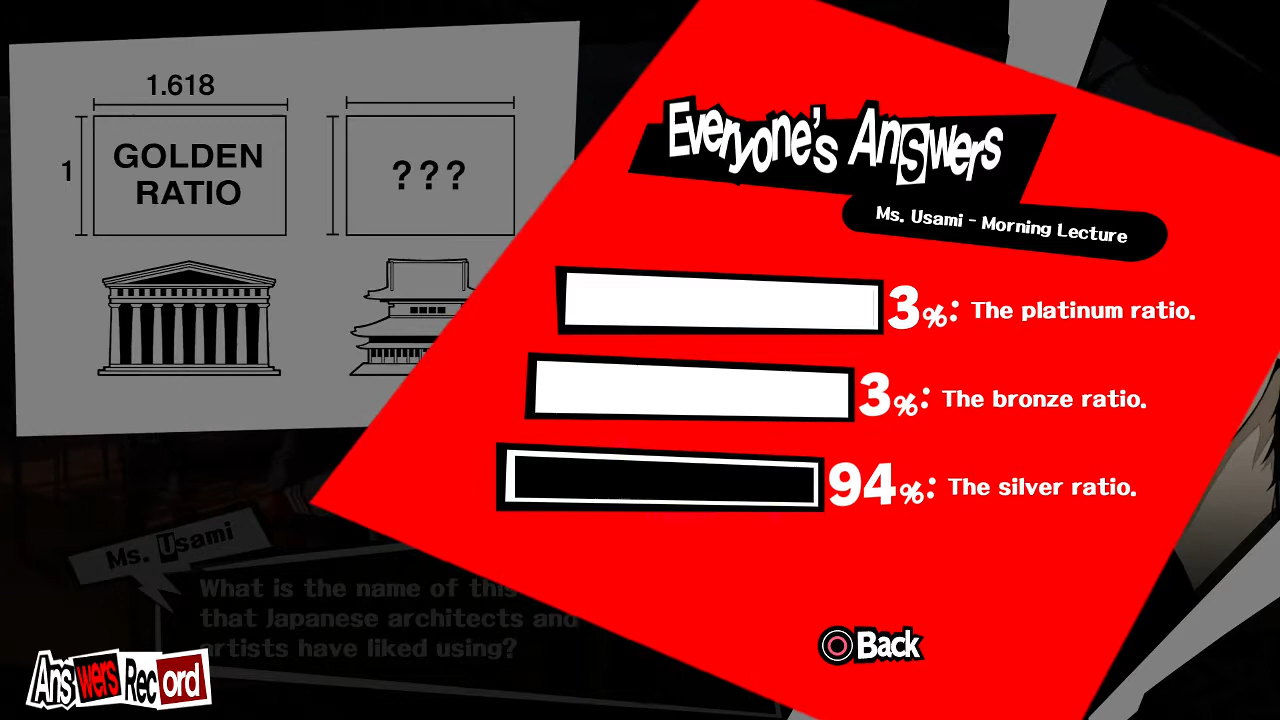 1.618
1
GOLDEN
RATIO
???
Everyone's Answers
Ms. Usami - Morning Lecture
3%: The platinum ratio.
3%: The bronze ratio.
94%: The silver ratio.
Ms. Usami
What is the name of this
that Japanese architects and
artists have liked using?
Back
Answers Record